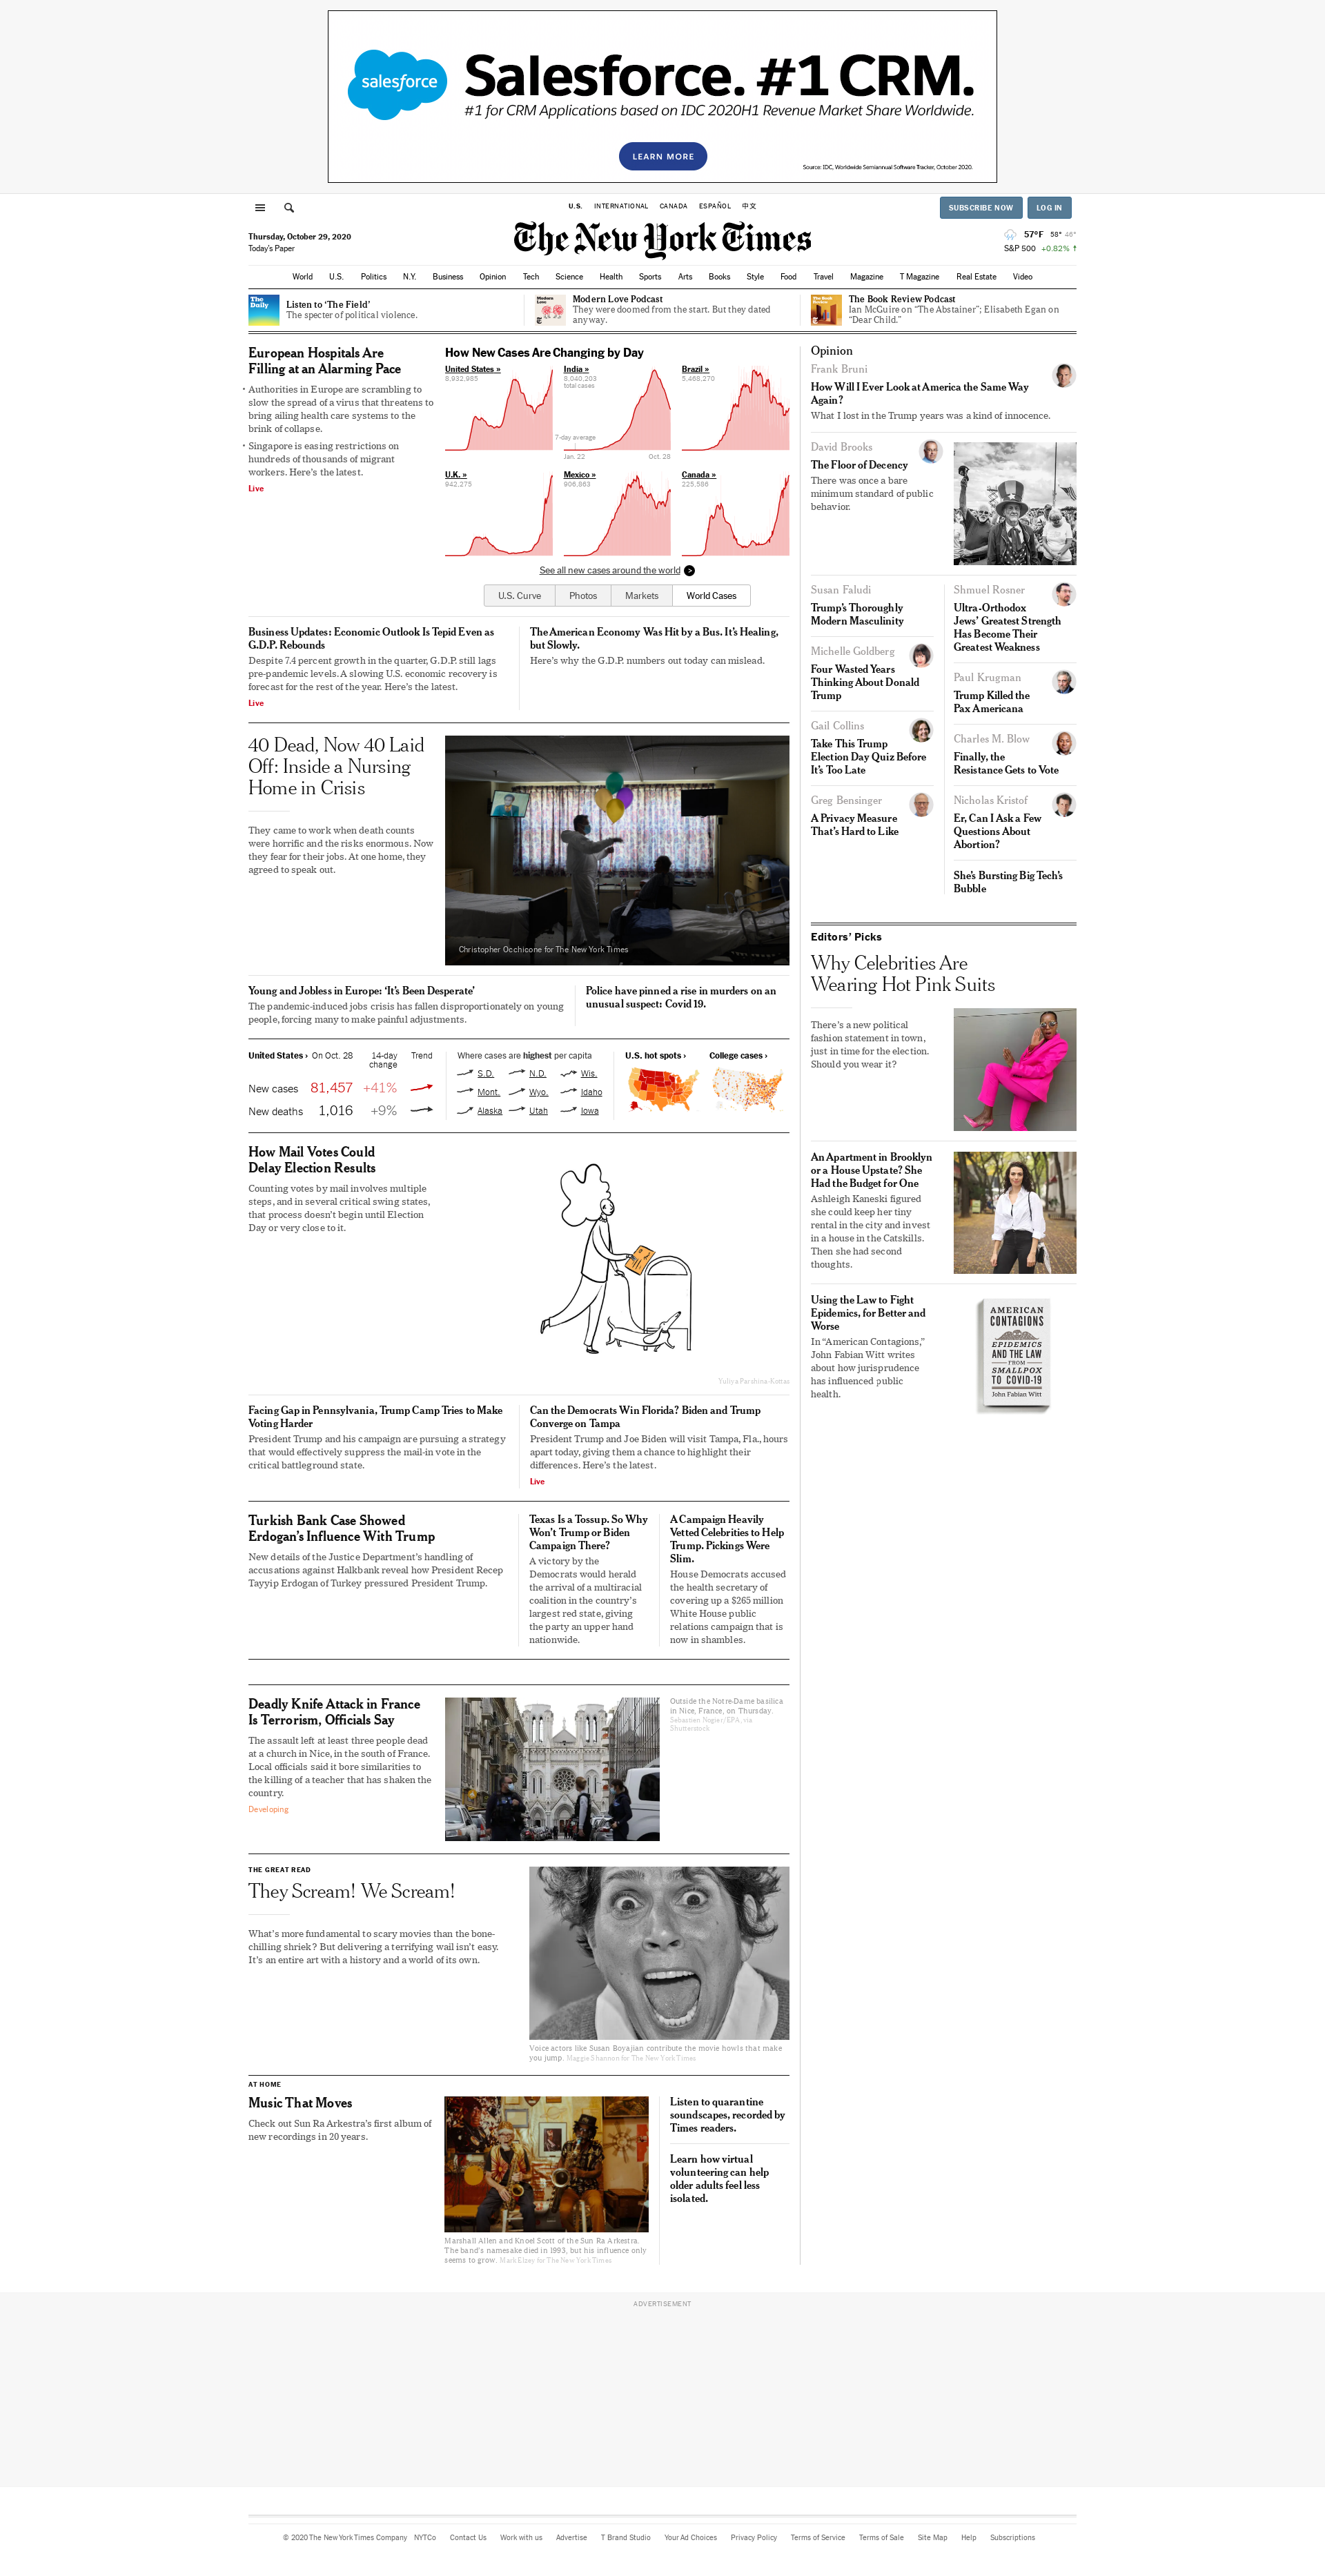 salesforce
Salesforce. #1 CRM.
#1 for CRM Applications based on IDC 2020H1 Revenue Market Share Worldwide.
LEARN MORE
Source: IDC, Worldwide Semiannual Software Tracker, October 2020.
U.S. INTERNATIONAL CANADA ESPAÑOL 中文
SUBSCRIBE NOW LOG IN
Thursday, October 29, 2020
Today's Paper
The New York Times
57°F 58° 46°
S&P 500 +0.82%
World U.S. Politics N.Y. Business Opinion Tech Science Health Sports Arts Books Style Food Travel Magazine T Magazine Real Estate Video
The Daily
Listen to ‘The Field’
The specter of political violence.
Modern Love
Modern Love Podcast
They were doomed from the start. But they dated
anyway.
The Book Review
The Book Review Podcast
Ian McGuire on “The Abstainer”; Elisabeth Egan on
“Dear Child.”
European Hospitals Are
Filling at an Alarming Pace
• Authorities in Europe are scrambling to
slow the spread of a virus that threatens to
bring ailing health care systems to the
brink of collapse.
• Singapore is easing restrictions on
hundreds of thousands of migrant
workers. Here’s the latest.
Live
How New Cases Are Changing by Day
United States »
8,932,985
India »
8,040,203
total cases
Brazil »
5,468,270
7-day average
Jan. 22 Oct. 28
U.K. »
942,275
Mexico »
906,863
Canada »
225,586
See all new cases around the world >
U.S. Curve Photos Markets World Cases
Business Updates: Economic Outlook Is Tepid Even as
G.D.P. Rebounds
Despite 7.4 percent growth in the quarter, G.D.P. still lags
pre-pandemic levels. A slowing U.S. economic recovery is
forecast for the rest of the year. Here’s the latest.
Live
The American Economy Was Hit by a Bus. It’s Healing,
but Slowly.
Here’s why the G.D.P. numbers out today can mislead.
40 Dead, Now 40 Laid
Off: Inside a Nursing
Home in Crisis
They came to work when death counts
were horrific and the risks enormous. Now
they fear for their jobs. At one home, they
agreed to speak out.
Christopher Occhicone for The New York Times
Young and Jobless in Europe: ‘It’s Been Desperate’
The pandemic-induced jobs crisis has fallen disproportionately on young
people, forcing many to make painful adjustments.
Police have pinned a rise in murders on an
unusual suspect: Covid 19.
United States › On Oct. 28 14-day
change Trend
New cases 81,457 +41%
New deaths 1,016 +9%
Where cases are highest per capita
S.D. N.D. Wis.
Mont. Wyo. Idaho
Alaska Utah Iowa
U.S. hot spots › College cases ›
How Mail Votes Could
Delay Election Results
Counting votes by mail involves multiple
steps, and in several critical swing states,
that process doesn’t begin until Election
Day or very close to it.
Yuliya Parshina-Kottas
Facing Gap in Pennsylvania, Trump Camp Tries to Make
Voting Harder
President Trump and his campaign are pursuing a strategy
that would effectively suppress the mail-in vote in the
critical battleground state.
Can the Democrats Win Florida? Biden and Trump
Converge on Tampa
President Trump and Joe Biden will visit Tampa, Fla., hours
apart today, giving them a chance to highlight their
differences. Here’s the latest.
Live
Turkish Bank Case Showed
Erdogan’s Influence With Trump
New details of the Justice Department’s handling of
accusations against Halkbank reveal how President Recep
Tayyip Erdogan of Turkey pressured President Trump.
Texas Is a Tossup. So Why
Won’t Trump or Biden
Campaign There?
A victory by the
Democrats would herald
the arrival of a multiracial
coalition in the country’s
largest red state, giving
the party an upper hand
nationwide.
A Campaign Heavily
Vetted Celebrities to Help
Trump. Pickings Were
Slim.
House Democrats accused
the health secretary of
covering up a $265 million
White House public
relations campaign that is
now in shambles.
Deadly Knife Attack in France
Is Terrorism, Officials Say
The assault left at least three people dead
at a church in Nice, in the south of France.
Local officials said it bore similarities to
the killing of a teacher that has shaken the
country.
Developing
Outside the Notre-Dame basilica
in Nice, France, on Thursday.
Sebastien Nogier/EPA, via
Shutterstock
THE GREAT READ
They Scream! We Scream!
What’s more fundamental to scary movies than the bone-
chilling shriek? But delivering a terrifying wail isn’t easy.
It’s an entire art with a history and a world of its own.
Voice actors like Susan Boyajian contribute the movie howls that make
you jump. Maggie Shannon for The New York Times
AT HOME
Music That Moves
Check out Sun Ra Arkestra’s first album of
new recordings in 20 years.
Marshall Allen and Knoel Scott of the Sun Ra Arkestra.
The band’s namesake died in 1993, but his influence only
seems to grow. Mark Elzey for The New York Times
Listen to quarantine
soundscapes, recorded by
Times readers.
Learn how virtual
volunteering can help
older adults feel less
isolated.
Opinion
Frank Bruni
How Will I Ever Look at America the Same Way
Again?
What I lost in the Trump years was a kind of innocence.
David Brooks
The Floor of Decency
There was once a bare
minimum standard of public
behavior.
Susan Faludi
Trump’s Thoroughly
Modern Masculinity
Michelle Goldberg
Four Wasted Years
Thinking About Donald
Trump
Gail Collins
Take This Trump
Election Day Quiz Before
It’s Too Late
Greg Bensinger
A Privacy Measure
That’s Hard to Like
Shmuel Rosner
Ultra-Orthodox
Jews’ Greatest Strength
Has Become Their
Greatest Weakness
Paul Krugman
Trump Killed the
Pax Americana
Charles M. Blow
Finally, the
Resistance Gets to Vote
Nicholas Kristof
Er, Can I Ask a Few
Questions About
Abortion?
She’s Bursting Big Tech’s
Bubble
Editors’ Picks
Why Celebrities Are
Wearing Hot Pink Suits
There’s a new political
fashion statement in town,
just in time for the election.
Should you wear it?
An Apartment in Brooklyn
or a House Upstate? She
Had the Budget for One
Ashleigh Kaneski figured
she could keep her tiny
rental in the city and invest
in a house in the Catskills.
Then she had second
thoughts.
Using the Law to Fight
Epidemics, for Better and
Worse
In “American Contagions,”
John Fabian Witt writes
about how jurisprudence
has influenced public
health.
AMERICAN
CONTAGIONS
EPIDEMICS
AND THE LAW
FROM
SMALLPOX
TO COVID-19
John Fabian Witt
ADVERTISEMENT
© 2020 The New York Times Company NYTCo Contact Us Work with us Advertise T Brand Studio Your Ad Choices Privacy Policy Terms of Service Terms of Sale Site Map Help Subscriptions